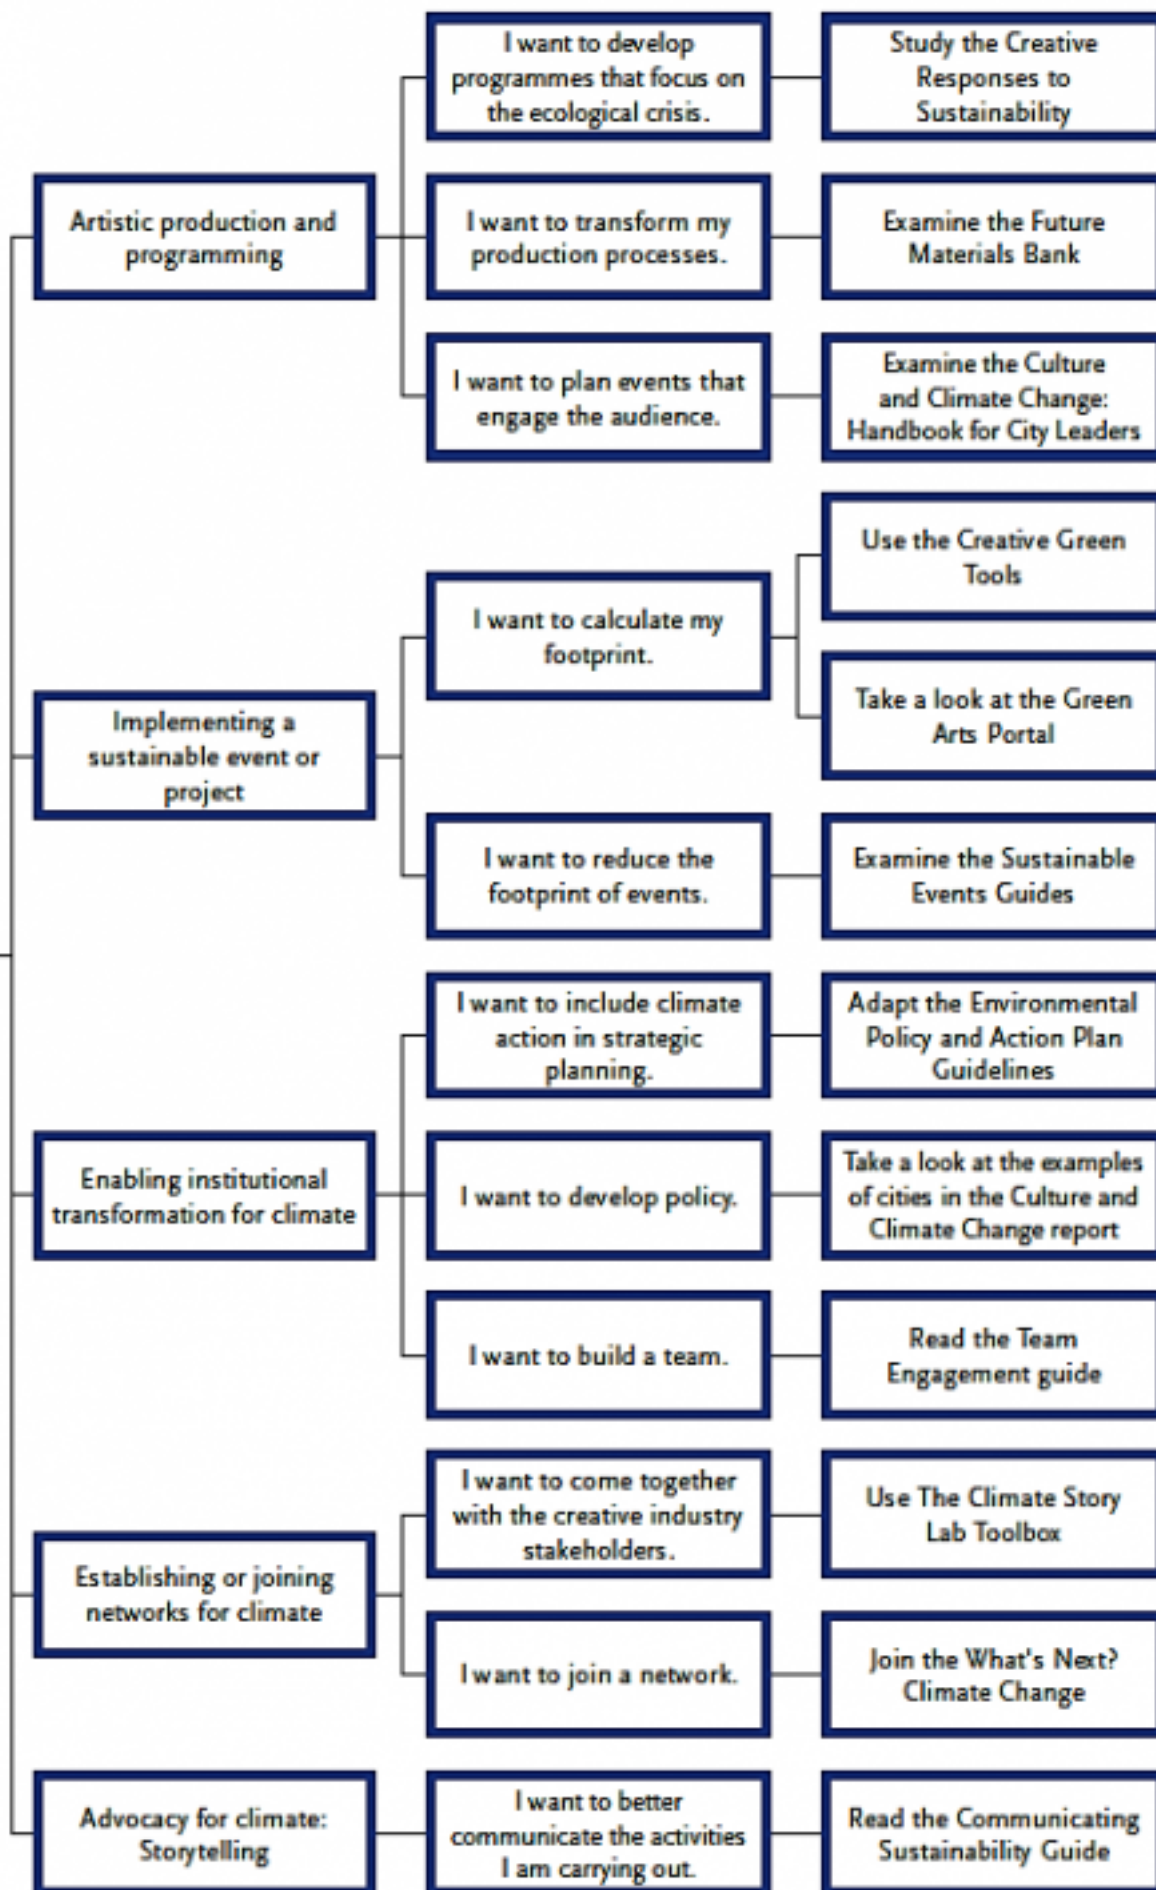 I want to develop
programmes that focus on
the ecological crisis.
Study the Creative
Responses to
Sustainability
Artistic production and
programming
I want to transform my
production processes.
Examine the Future
Materials Bank
I want to plan events that
engage the audience.
Examine the Culture
and Climate Change:
Handbook for City Leaders
Implementing a
sustainable event or
project
I want to calculate my
footprint.
Use the Creative Green
Tools
Take a look at the Green
Arts Portal
I want to reduce the
footprint of events.
Examine the Sustainable
Events Guides
Enabling institutional
transformation for climate
I want to include climate
action in strategic
planning.
Adapt the Environmental
Policy and Action Plan
Guidelines
I want to develop policy.
Take a look at the examples
of cities in the Culture and
Climate Change report
I want to build a team.
Read the Team
Engagement guide
Establishing or joining
networks for climate
I want to come together
with the creative industry
stakeholders.
Use The Climate Story
Lab Toolbox
I want to join a network.
Join the What's Next?
Climate Change
Advocacy for climate:
Storytelling
I want to better
communicate the activities
I am carrying out.
Read the Communicating
Sustainability Guide